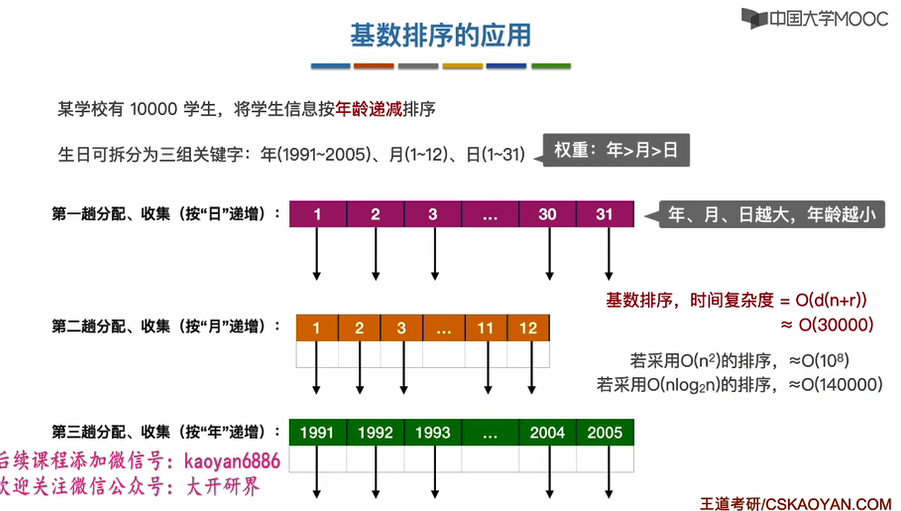 中国大学MOOC
基数排序的应用
某学校有 10000 学生，将学生信息按年龄递减排序
生日可拆分为三组关键字：年(1991~2005)、月(1~12)、日(1~31)
权重：年>月>日
第一趟分配、收集（按“日”递增）：
1 2 3 ... 30 31
年、月、日越大，年龄越小
基数排序，时间复杂度 = O(d(n+r))
≈ O(30000)
第二趟分配、收集（按“月”递增）：
1 2 3 ... 11 12
若采用O(n²)的排序，≈O(10⁸)
若采用O(nlog₂n)的排序，≈O(140000)
第三趟分配、收集（按“年”递增）：
1991 1992 1993 ... 2004 2005
后续课程添加微信号：kaoyan6886
欢迎关注微信公众号：大开研界
王道考研/CSKAOYAN.COM